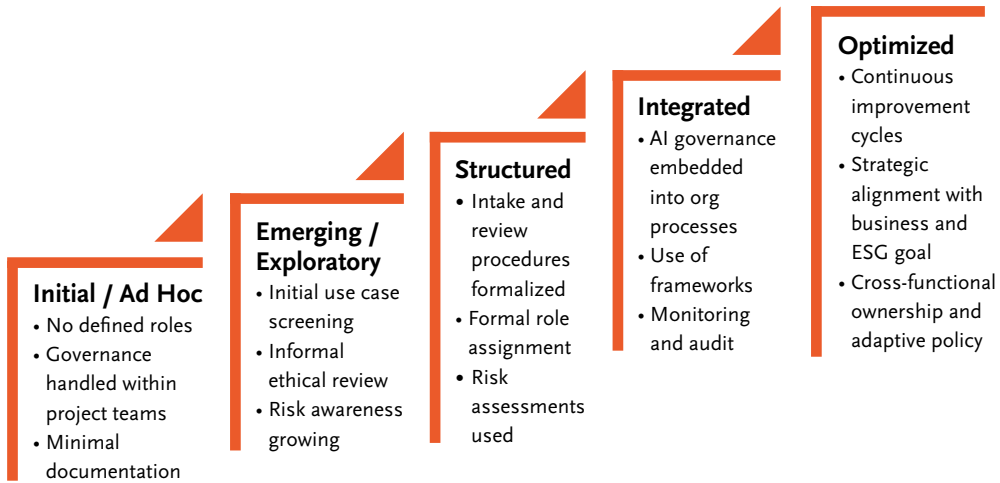 Initial / Ad Hoc
• No defined roles
• Governance
handled within
project teams
• Minimal
documentation
Emerging /
Exploratory
• Initial use case
screening
• Informal
ethical review
• Risk awareness
growing
Structured
• Intake and
review
procedures
formalized
• Formal role
assignment
• Risk
assessments
used
Integrated
• AI governance
embedded
into org
processes
• Use of
frameworks
• Monitoring
and audit
Optimized
• Continuous
improvement
cycles
• Strategic
alignment with
business and
ESG goal
• Cross-functional
ownership and
adaptive policy